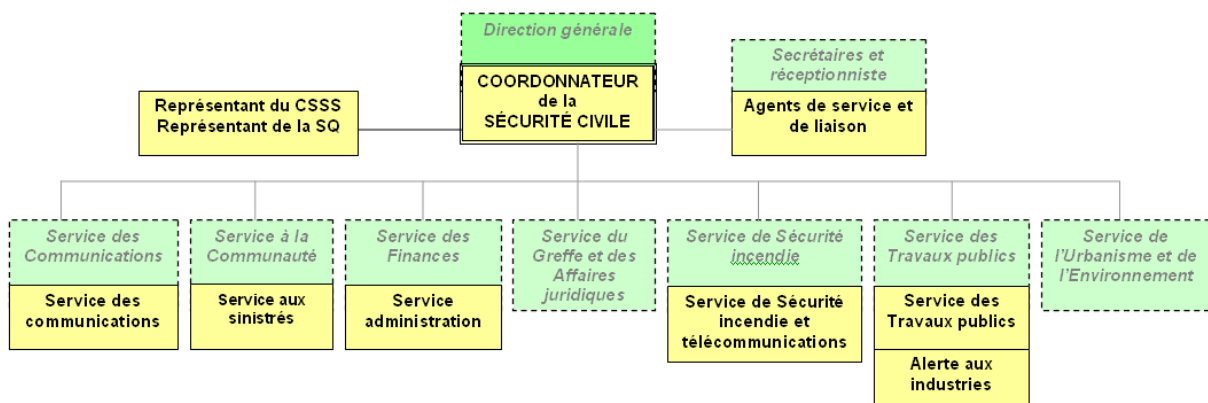 Direction générale
COORDONNATEUR
de la
SÉCURITÉ CIVILE
Secrétaires et
réceptionniste
Agents de service et
de liaison
Représentant du CSSS
Représentant de la SQ
Service des
Communications
Service des
communications
Service à la
Communauté
Service aux
sinistrés
Service des
Finances
Service
administration
Service du
Greffe et des
Affaires
juridiques
Service de Sécurité
incendie
Service de Sécurité
incendie et
télécommunications
Service des
Travaux publics
Service des
Travaux publics
Alerte aux
industries
Service de
l'Urbanisme et de
l'Environnement